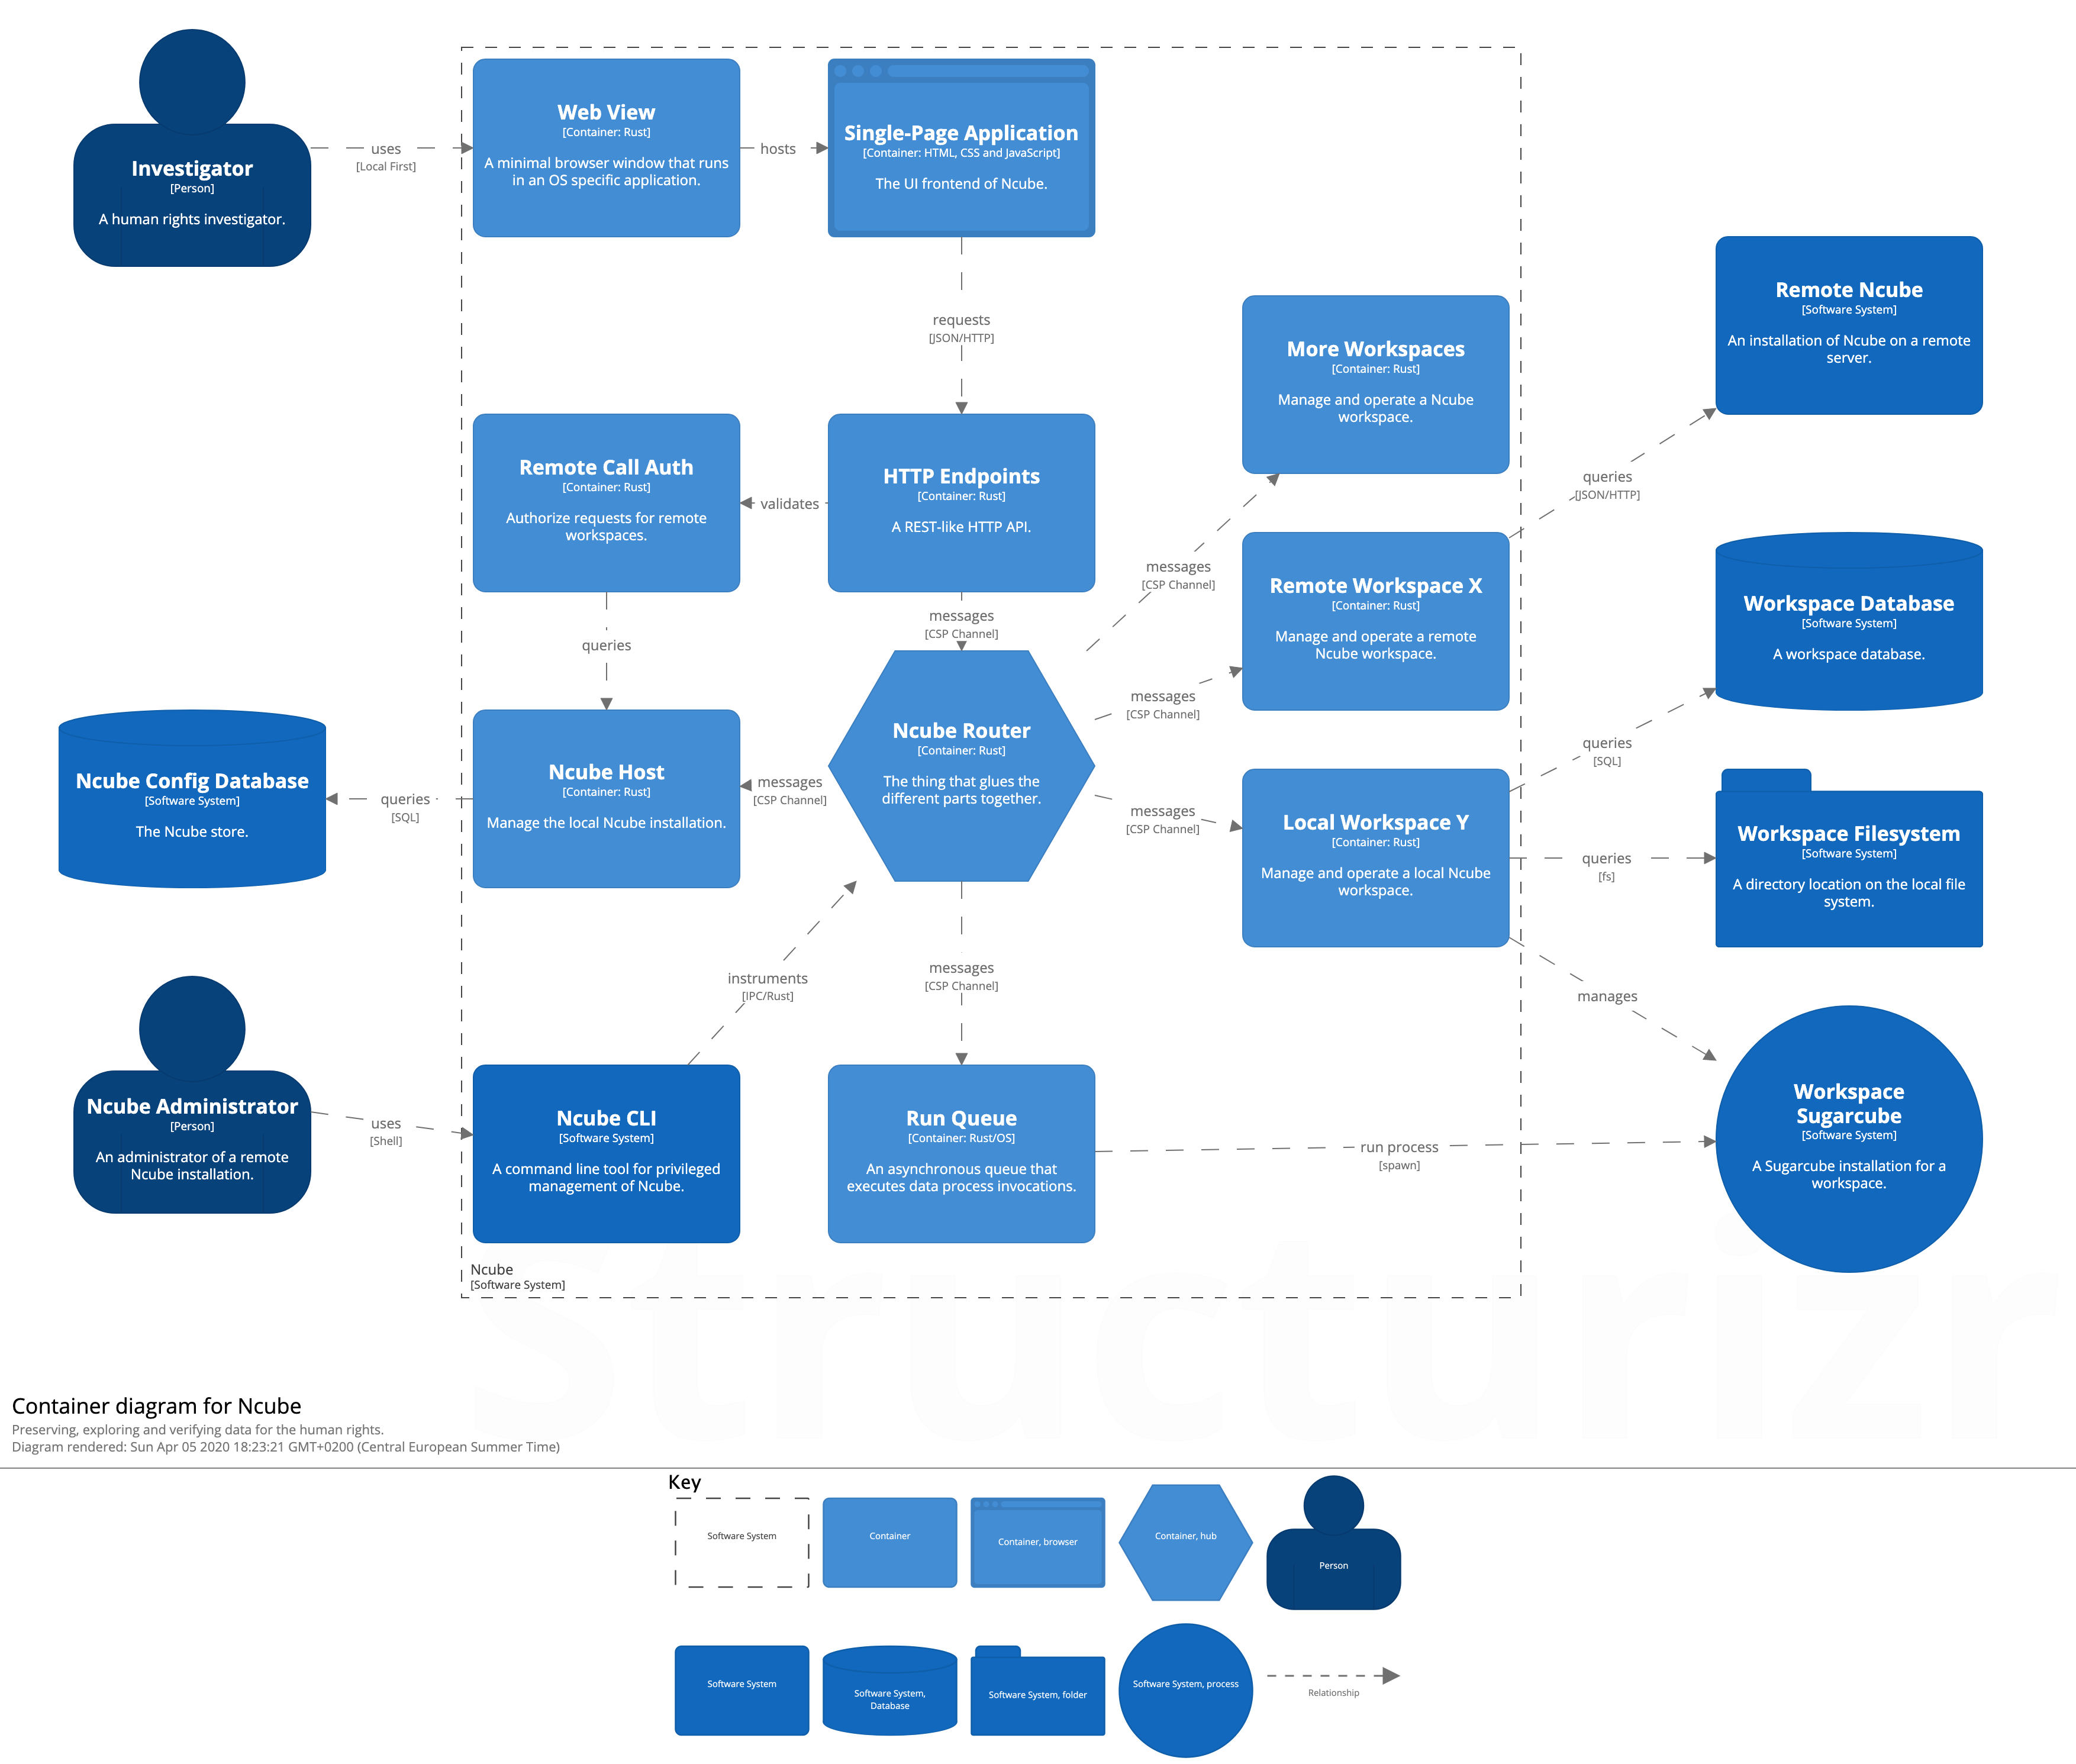 Investigator
[Person]
A human rights investigator.
uses
[Local First]
Web View
[Container: Rust]
A minimal browser window that runs
in an OS specific application.
hosts
Single-Page Application
[Container: HTML, CSS and JavaScript]
The UI frontend of Ncube.
requests
[JSON/HTTP]
More Workspaces
[Container: Rust]
Manage and operate a Ncube
workspace.
Remote Ncube
[Software System]
An installation of Ncube on a remote
server.
Remote Call Auth
[Container: Rust]
Authorize requests for remote
workspaces.
validates
HTTP Endpoints
[Container: Rust]
A REST-like HTTP API.
queries
[JSON/HTTP]
messages
[CSP Channel]
Remote Workspace X
[Container: Rust]
Manage and operate a remote
Ncube workspace.
Workspace Database
[Software System]
A workspace database.
queries
messages
[CSP Channel]
messages
[CSP Channel]
Ncube Config Database
[Software System]
The Ncube store.
queries
[SQL]
Ncube Host
[Container: Rust]
Manage the local Ncube installation.
messages
[CSP Channel]
Ncube Router
[Container: Rust]
The thing that glues the
different parts together.
messages
[CSP Channel]
Local Workspace Y
[Container: Rust]
Manage and operate a local Ncube
workspace.
queries
[SQL]
queries
[fs]
Workspace Filesystem
[Software System]
A directory location on the local file
system.
instruments
[IPC/Rust]
messages
[CSP Channel]
manages
Ncube Administrator
[Person]
An administrator of a remote
Ncube installation.
uses
[Shell]
Ncube CLI
[Software System]
A command line tool for privileged
management of Ncube.
Run Queue
[Container: Rust/OS]
An asynchronous queue that
executes data process invocations.
run process
[spawn]
Workspace
Sugarcube
[Software System]
A Sugarcube installation for a
workspace.
Ncube
[Software System]
Structurizr
Container diagram for Ncube
Preserving, exploring and verifying data for the human rights.
Diagram rendered: Sun Apr 05 2020 18:23:21 GMT+0200 (Central European Summer Time)
Key
Software System
Container
Container, browser
Container, hub
Person
Software System
Software System,
Database
Software System, folder
Software System, process
Relationship